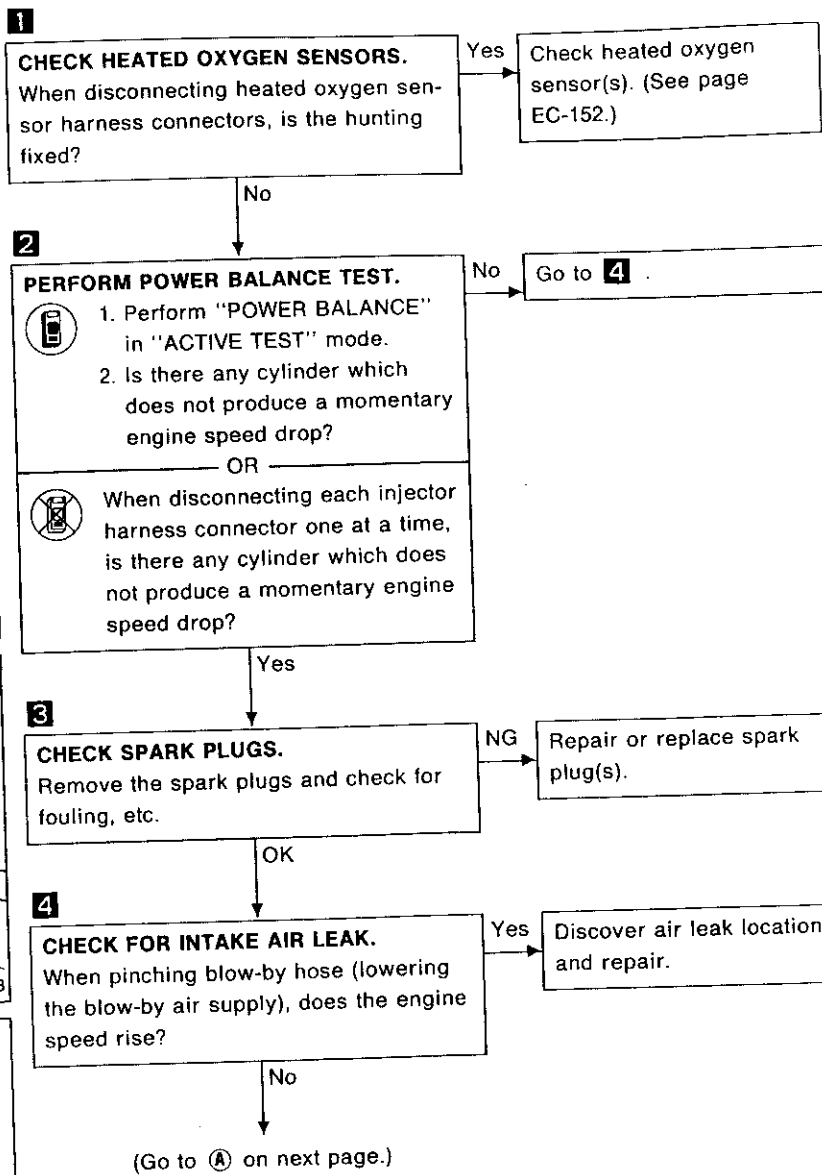 1
CHECK HEATED OXYGEN SENSORS.
When disconnecting heated oxygen sen-
sor harness connectors, is the hunting
fixed?
Yes
Check heated oxygen
sensor(s). (See page
EC-152.)
No
2
PERFORM POWER BALANCE TEST.
1. Perform "POWER BALANCE"
in "ACTIVE TEST" mode.
2. Is there any cylinder which
does not produce a momentary
engine speed drop?
OR
When disconnecting each injector
harness connector one at a time,
is there any cylinder which does
not produce a momentary engine
speed drop?
No
Go to 4 .
Yes
3
CHECK SPARK PLUGS.
Remove the spark plugs and check for
fouling, etc.
NG
Repair or replace spark
plug(s).
OK
4
CHECK FOR INTAKE AIR LEAK.
When pinching blow-by hose (lowering
the blow-by air supply), does the engine
speed rise?
Yes
Discover air leak location
and repair.
No
(Go to Ⓐ on next page.)